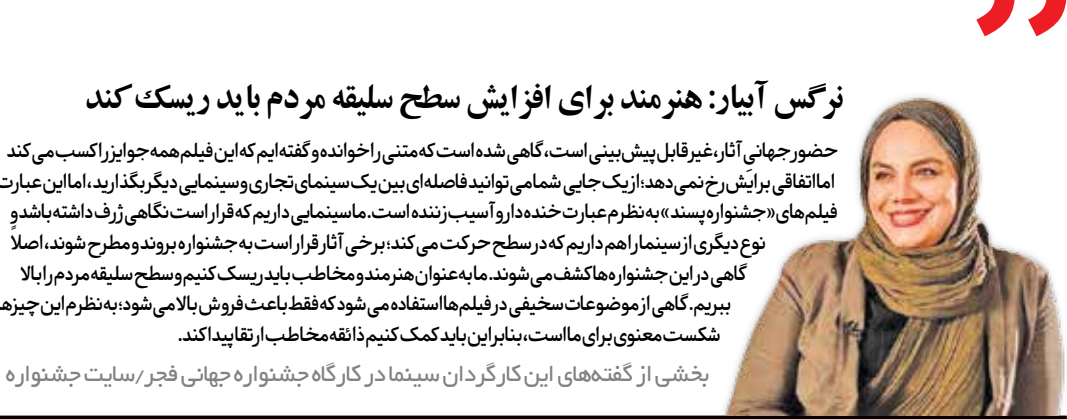 نرگس آبیار: هنرمند برای افزایش سطح سلیقه مردم باید ریسک کند
حضور جهانی آثار، غیرقابل پیش‌بینی است، گاهی شده است که متنی را خوانده و گفته‌ایم که این فیلم همه جوایز را کسب می‌کند
اما اتفاقی برایش رخ نمی‌دهد؛ از یک جایی شما می‌توانید فاصله‌ای بین یک سینمای تجاری و سینمایی دیگر بگذارید، اما این عبارت
فیلم‌های «جشنواره‌پسند» به نظرم عبارت خنده‌دار و آسیب‌زننده است. ما سینمایی داریم که قرار است نگاهی ژرف داشته باشد و
نوع دیگری از سینما را هم داریم که در سطح حرکت می‌کند؛ برخی آثار قرار است به جشنواره بروند و مطرح شوند، اصلاً
گاهی در این جشنواره‌ها کشف می‌شوند. ما به عنوان هنرمند و مخاطب باید ریسک کنیم و سطح سلیقه مردم را بالا
ببریم. گاهی از موضوعات سخیفی در فیلم‌ها استفاده می‌شود که فقط باعث فروش بالا می‌شود؛ به نظرم این چیزها
شکست معنوی برای ما است، بنابراین باید کمک کنیم ذائقه مخاطب ارتقا پیدا کند.
بخشی از گفته‌های این کارگردان سینما در کارگاه جشنواره جهانی فجر/سایت جشنواره